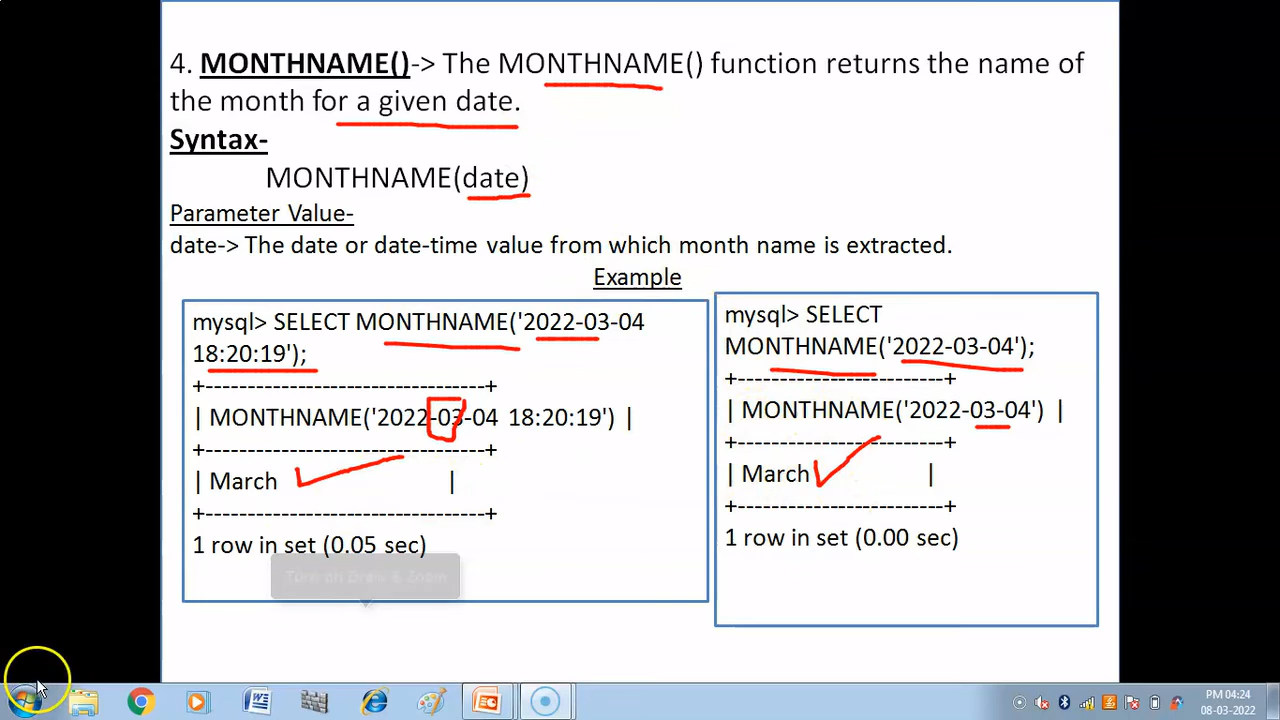 4. MONTHNAME()-> The MONTHNAME() function returns the name of
the month for a given date.
Syntax-
MONTHNAME(date)
Parameter Value-
date-> The date or date-time value from which month name is extracted.
Example
mysql> SELECT MONTHNAME('2022-03-04
18:20:19');
+----------------------------------+
| MONTHNAME('2022-03-04 18:20:19') |
+----------------------------------+
| March |
+----------------------------------+
1 row in set (0.05 sec)
mysql> SELECT
MONTHNAME('2022-03-04');
+-------------------------+
| MONTHNAME('2022-03-04') |
+-------------------------+
| March |
+-------------------------+
1 row in set (0.00 sec)
Turn on Draw & Zoom
PM 04:24
08-03-2022